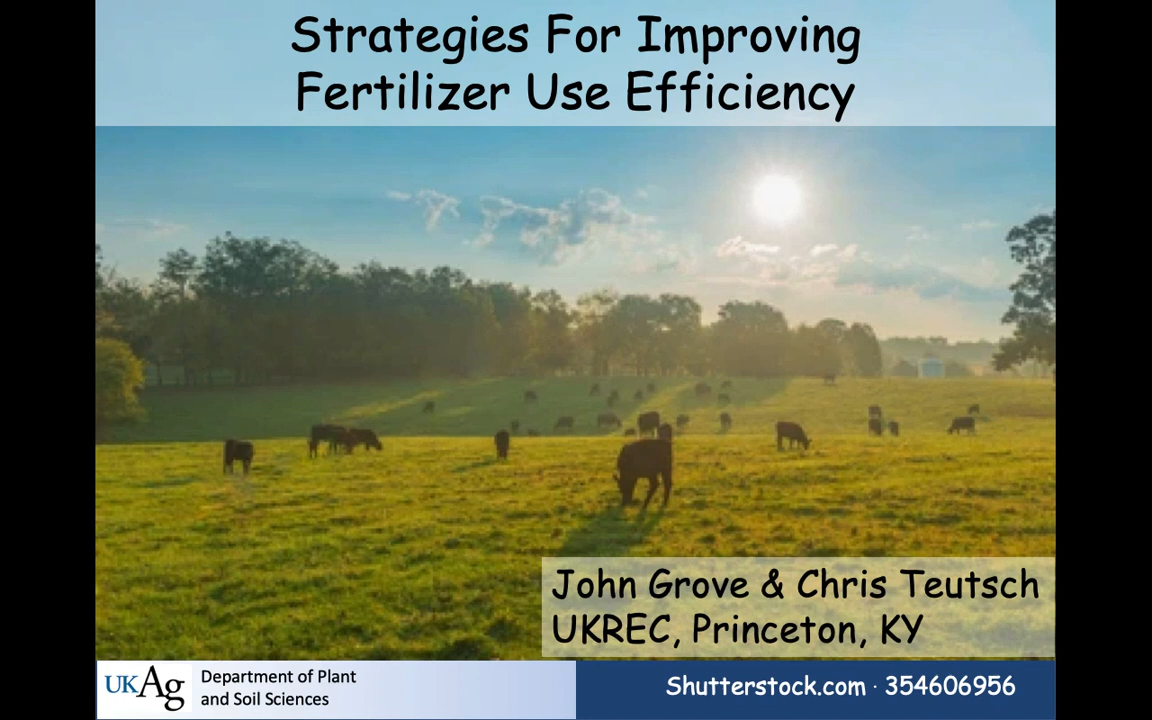 Strategies For Improving
Fertilizer Use Efficiency
John Grove & Chris Teutsch
UKREC, Princeton, KY
UKAg
Department of Plant
and Soil Sciences
Shutterstock.com · 354606956